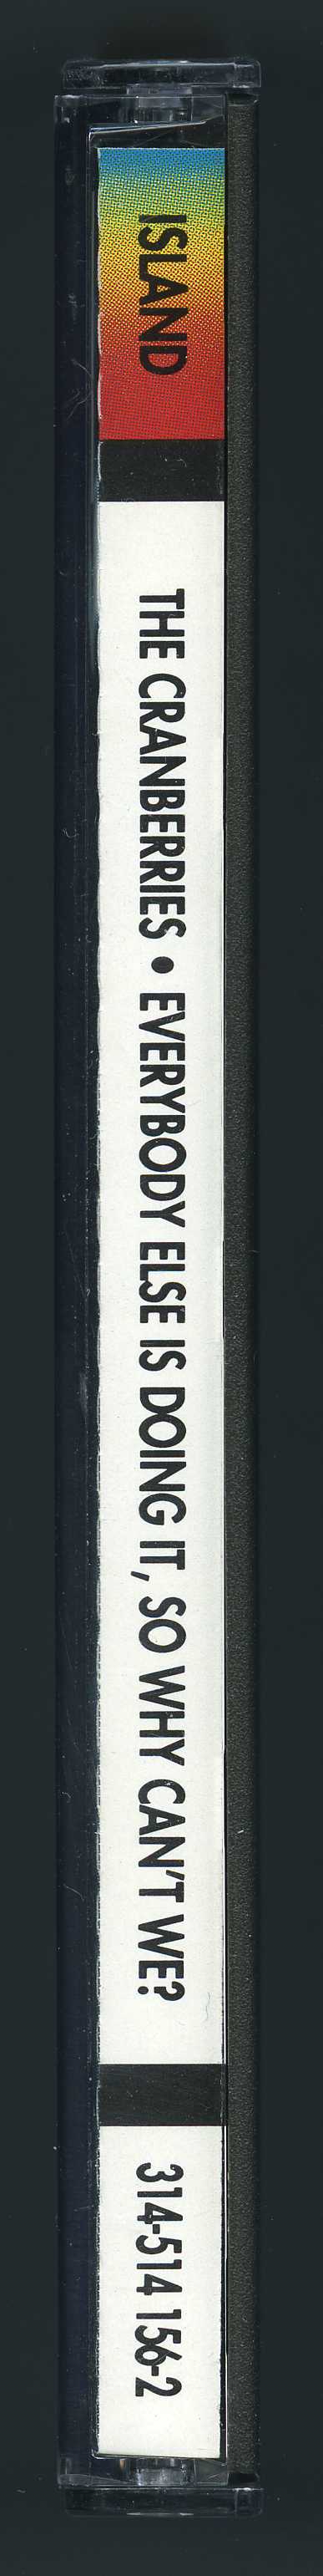 ISLAND
THE CRANBERRIES • EVERYBODY ELSE IS DOING IT, SO WHY CAN'T WE?
314-514 156-2